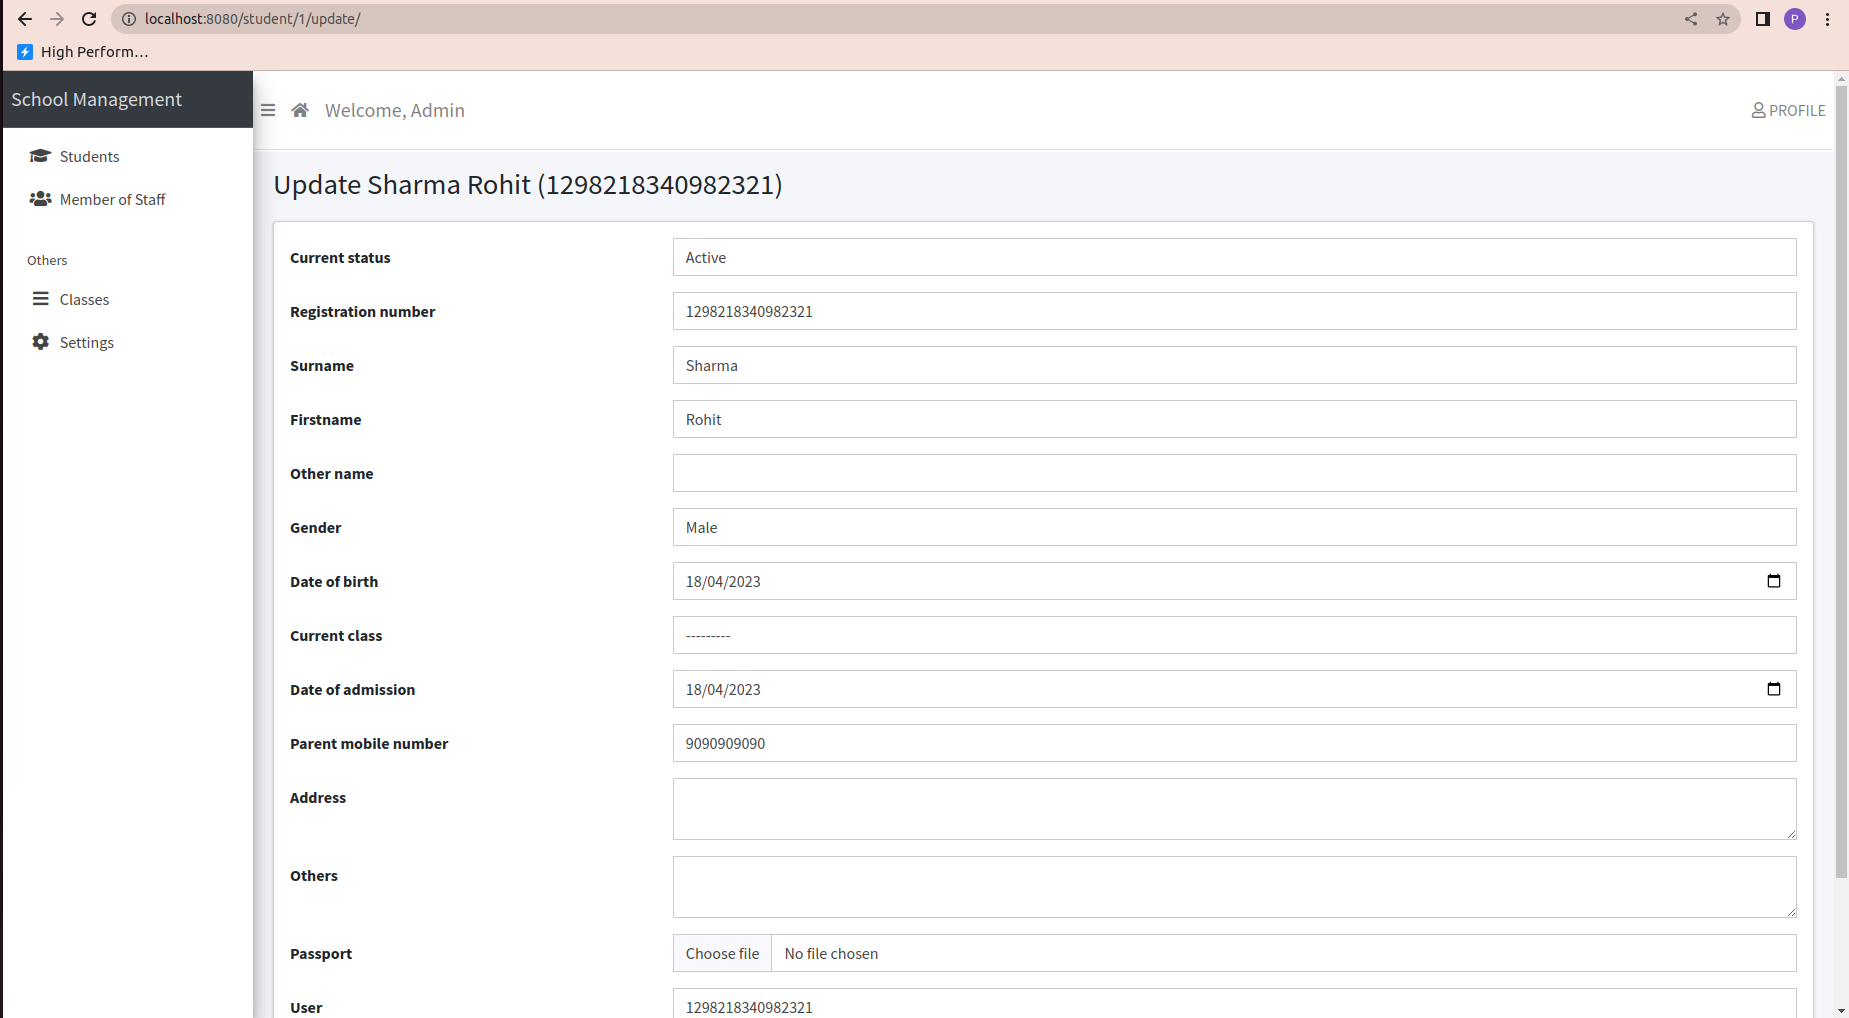 localhost:8080/student/1/update/
P
High Perform...
School Management
Welcome, Admin
PROFILE
Students
Member of Staff
Others
Classes
Settings
Update Sharma Rohit (1298218340982321)
Current status Active
Registration number 1298218340982321
Surname Sharma
Firstname Rohit
Other name
Gender Male
Date of birth 18/04/2023
Current class ---------
Date of admission 18/04/2023
Parent mobile number 9090909090
Address
Others
Passport Choose file No file chosen
User 1298218340982321